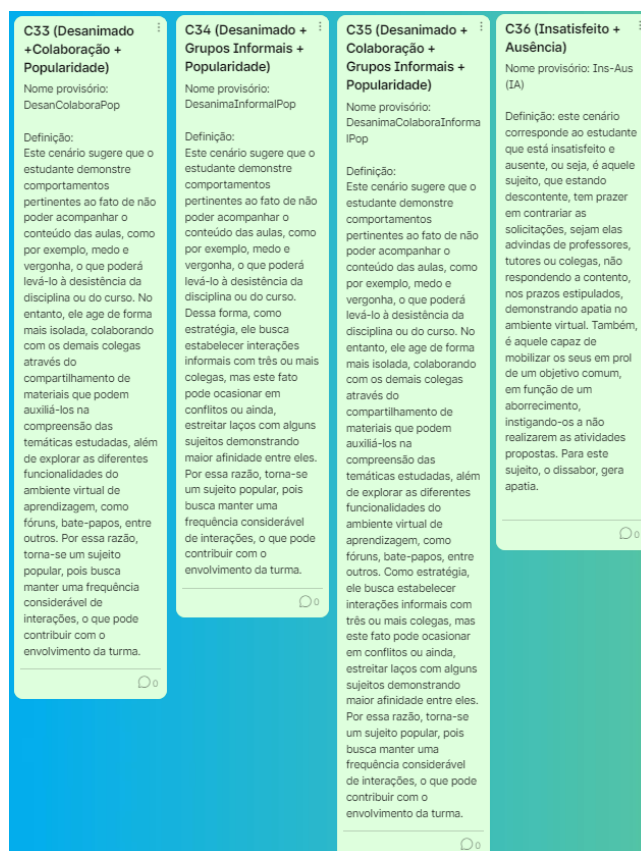 C33 (Desanimado
+Colaboração +
Popularidade)
Nome provisório:
DesanColaboraPop
Definição:
Este cenário sugere que o
estudante demonstre
comportamentos
pertinentes ao fato de não
poder acompanhar o
conteúdo das aulas, como
por exemplo, medo e
vergonha, o que poderá
levá-lo à desistência da
disciplina ou do curso. No
entanto, ele age de forma
mais isolada, colaborando
com os demais colegas
através do
compartilhamento de
materiais que podem
auxiliá-los na
compreensão das
temáticas estudadas, além
de explorar as diferentes
funcionalidades do
ambiente virtual de
aprendizagem, como
fóruns, bate-papos, entre
outros. Por essa razão,
torna-se um sujeito
popular, pois busca
manter uma frequência
considerável de
interações, o que pode
contribuir com o
envolvimento da turma.
0
C34 (Desanimado +
Grupos Informais +
Popularidade)
Nome provisório:
DesanimaInformalPop
Definição:
Este cenário sugere que o
estudante demonstre
comportamentos
pertinentes ao fato de não
poder acompanhar o
conteúdo das aulas, como
por exemplo, medo e
vergonha, o que poderá
levá-lo à desistência da
disciplina ou do curso.
Dessa forma, como
estratégia, ele busca
estabelecer interações
informais com três ou mais
colegas, mas este fato
pode ocasionar em
conflitos ou ainda,
estreitar laços com alguns
sujeitos demonstrando
maior afinidade entre eles.
Por essa razão, torna-se
um sujeito popular, pois
busca manter uma
frequência considerável
de interações, o que pode
contribuir com o
envolvimento da turma.
0
C35 (Desanimado +
Colaboração +
Grupos Informais +
Popularidade)
Nome provisório:
DesanimaColaboraInforma
lPop
Definição:
Este cenário sugere que o
estudante demonstre
comportamentos
pertinentes ao fato de não
poder acompanhar o
conteúdo das aulas, como
por exemplo, medo e
vergonha, o que poderá
levá-lo à desistência da
disciplina ou do curso. No
entanto, ele age de forma
mais isolada, colaborando
com os demais colegas
através do
compartilhamento de
materiais que podem
auxiliá-los na
compreensão das
temáticas estudadas, além
de explorar as diferentes
funcionalidades do
ambiente virtual de
aprendizagem, como
fóruns, bate-papos, entre
outros. Como estratégia,
ele busca estabelecer
interações informais com
três ou mais colegas, mas
este fato pode ocasionar
em conflitos ou ainda,
estreitar laços com alguns
sujeitos demonstrando
maior afinidade entre eles.
Por essa razão, torna-se
um sujeito popular, pois
busca manter uma
frequência considerável
de interações, o que pode
contribuir com o
envolvimento da turma.
0
C36 (Insatisfeito +
Ausência)
Nome provisório: Ins-Aus
(IA)
Definição: este cenário
corresponde ao estudante
que está insatisfeito e
ausente, ou seja, é aquele
sujeito, que estando
descontente, tem prazer
em contrariar as
solicitações, sejam elas
advindas de professores,
tutores ou colegas, não
respondendo a contento,
nos prazos estipulados,
demonstrando apatia no
ambiente virtual. Também,
é aquele capaz de
mobilizar os seus em prol
de um objetivo comum,
em função de um
aborrecimento,
instigando-os a não
realizarem as atividades
propostas. Para este
sujeito, o dissabor, gera
apatia.
0